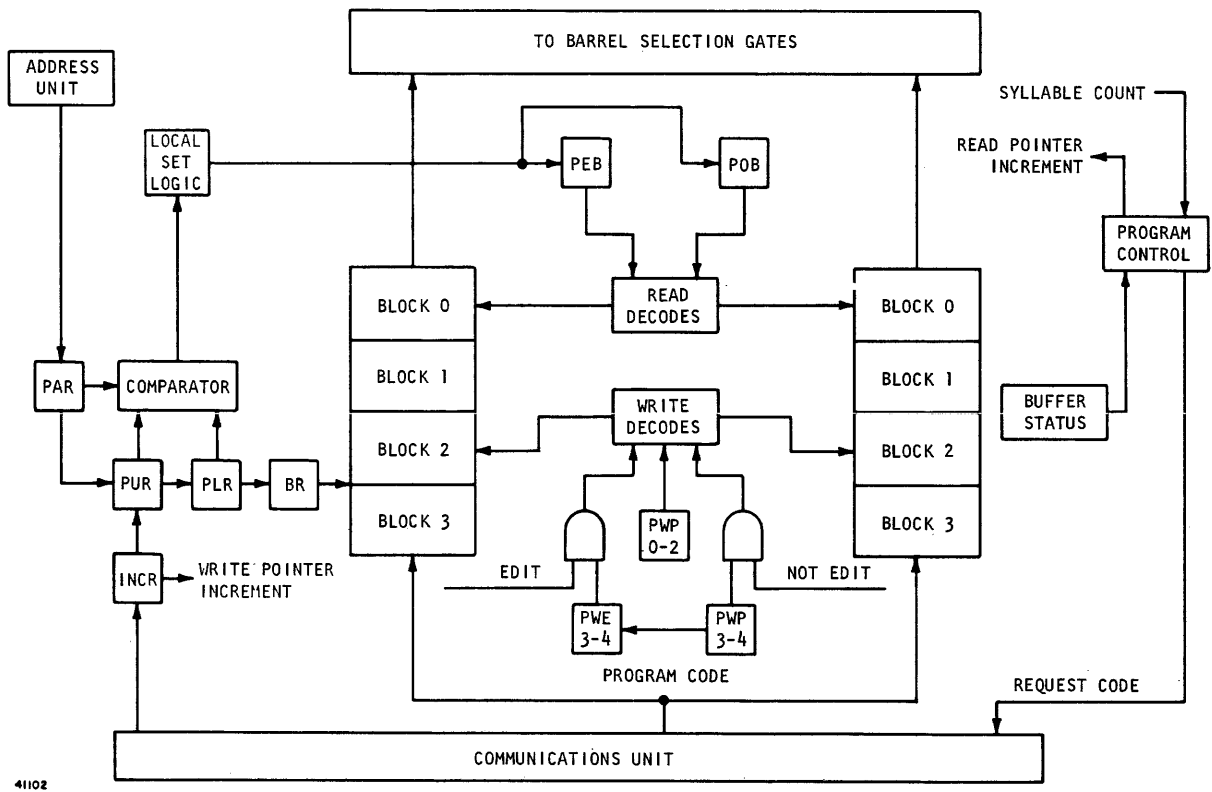 TO BARREL SELECTION GATES
ADDRESS
UNIT
SYLLABLE COUNT
LOCAL
SET
LOGIC
PEB
POB
READ POINTER
INCREMENT
PROGRAM
CONTROL
BLOCK 0
READ
DECODES
BLOCK 0
PAR
COMPARATOR
BLOCK 1
BLOCK 1
WRITE
DECODES
BUFFER
STATUS
BLOCK 2
BLOCK 2
PUR
PLR
BR
BLOCK 3
PWP
0-2
BLOCK 3
INCR
WRITE POINTER
INCREMENT
EDIT
NOT EDIT
PWE
3-4
PWP
3-4
PROGRAM CODE
REQUEST CODE
COMMUNICATIONS UNIT
41102